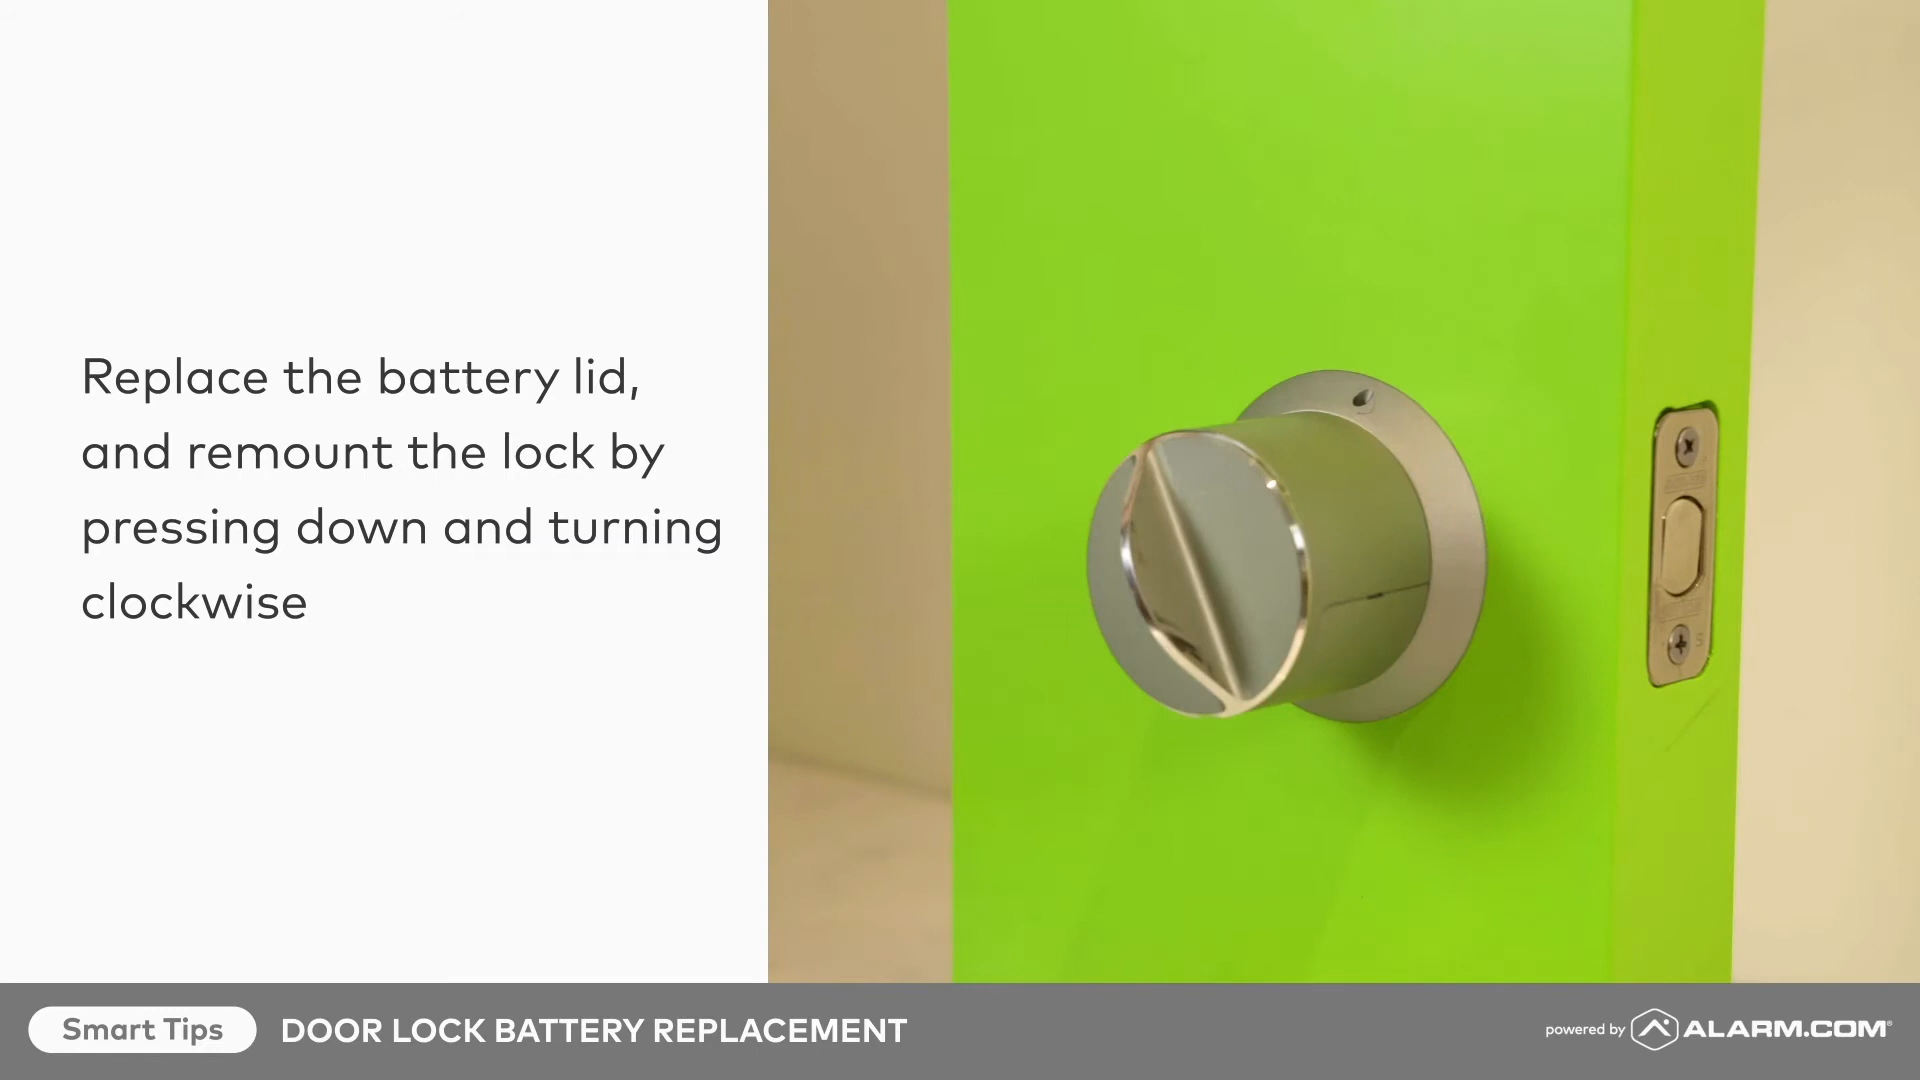 Replace the battery lid,
and remount the lock by
pressing down and turning
clockwise
Smart Tips
DOOR LOCK BATTERY REPLACEMENT
powered by ALARM.COM®